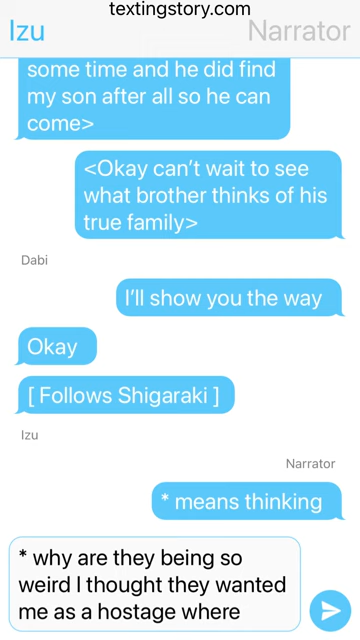 textingstory.com
Izu
Narrator
some time and he did find
my son after all so he can
come>
<Okay can’t wait to see
what brother thinks of his
true family>
Dabi
I’ll show you the way
Okay
[ Follows Shigaraki ]
Izu
Narrator
* means thinking
* why are they being so
weird I thought they wanted
me as a hostage where